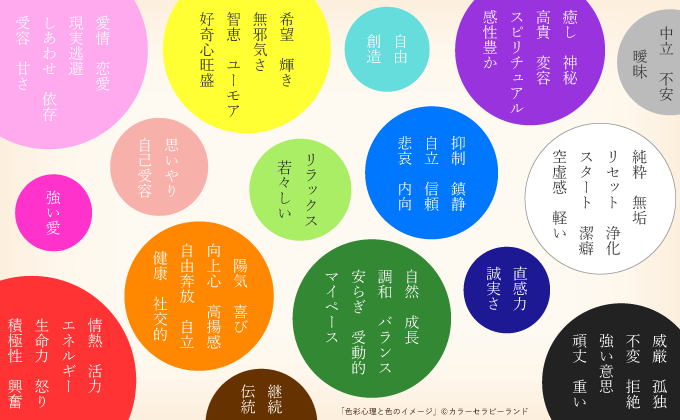 愛情 恋愛
現実逃避
しあわせ 依存
受容 甘さ
希望 輝き
無邪気さ
智恵 ユーモア
好奇心旺盛
自由
創造
癒し 神秘
高貴 変容
スピリチュアル
感性豊か
中立 不安
曖昧
思いやり
自己受容
リラックス
若々しい
抑制 鎮静
自立 信頼
悲哀 内向
純粋 無垢
リセット 浄化
スタート 潔癖
空虚感 軽い
強い愛
陽気 喜び
向上心 高揚感
自由奔放 自立
健康 社交的
自然 成長
調和 バランス
安らぎ 受動的
マイペース
直感力
誠実さ
情熱 活力
エネルギー
生命力 怒り
積極性 興奮
継続
伝統
威厳 孤独
不変 拒絶
強い意思
頑丈 重い
「色彩心理と色のイメージ」©カラーセラピーランド